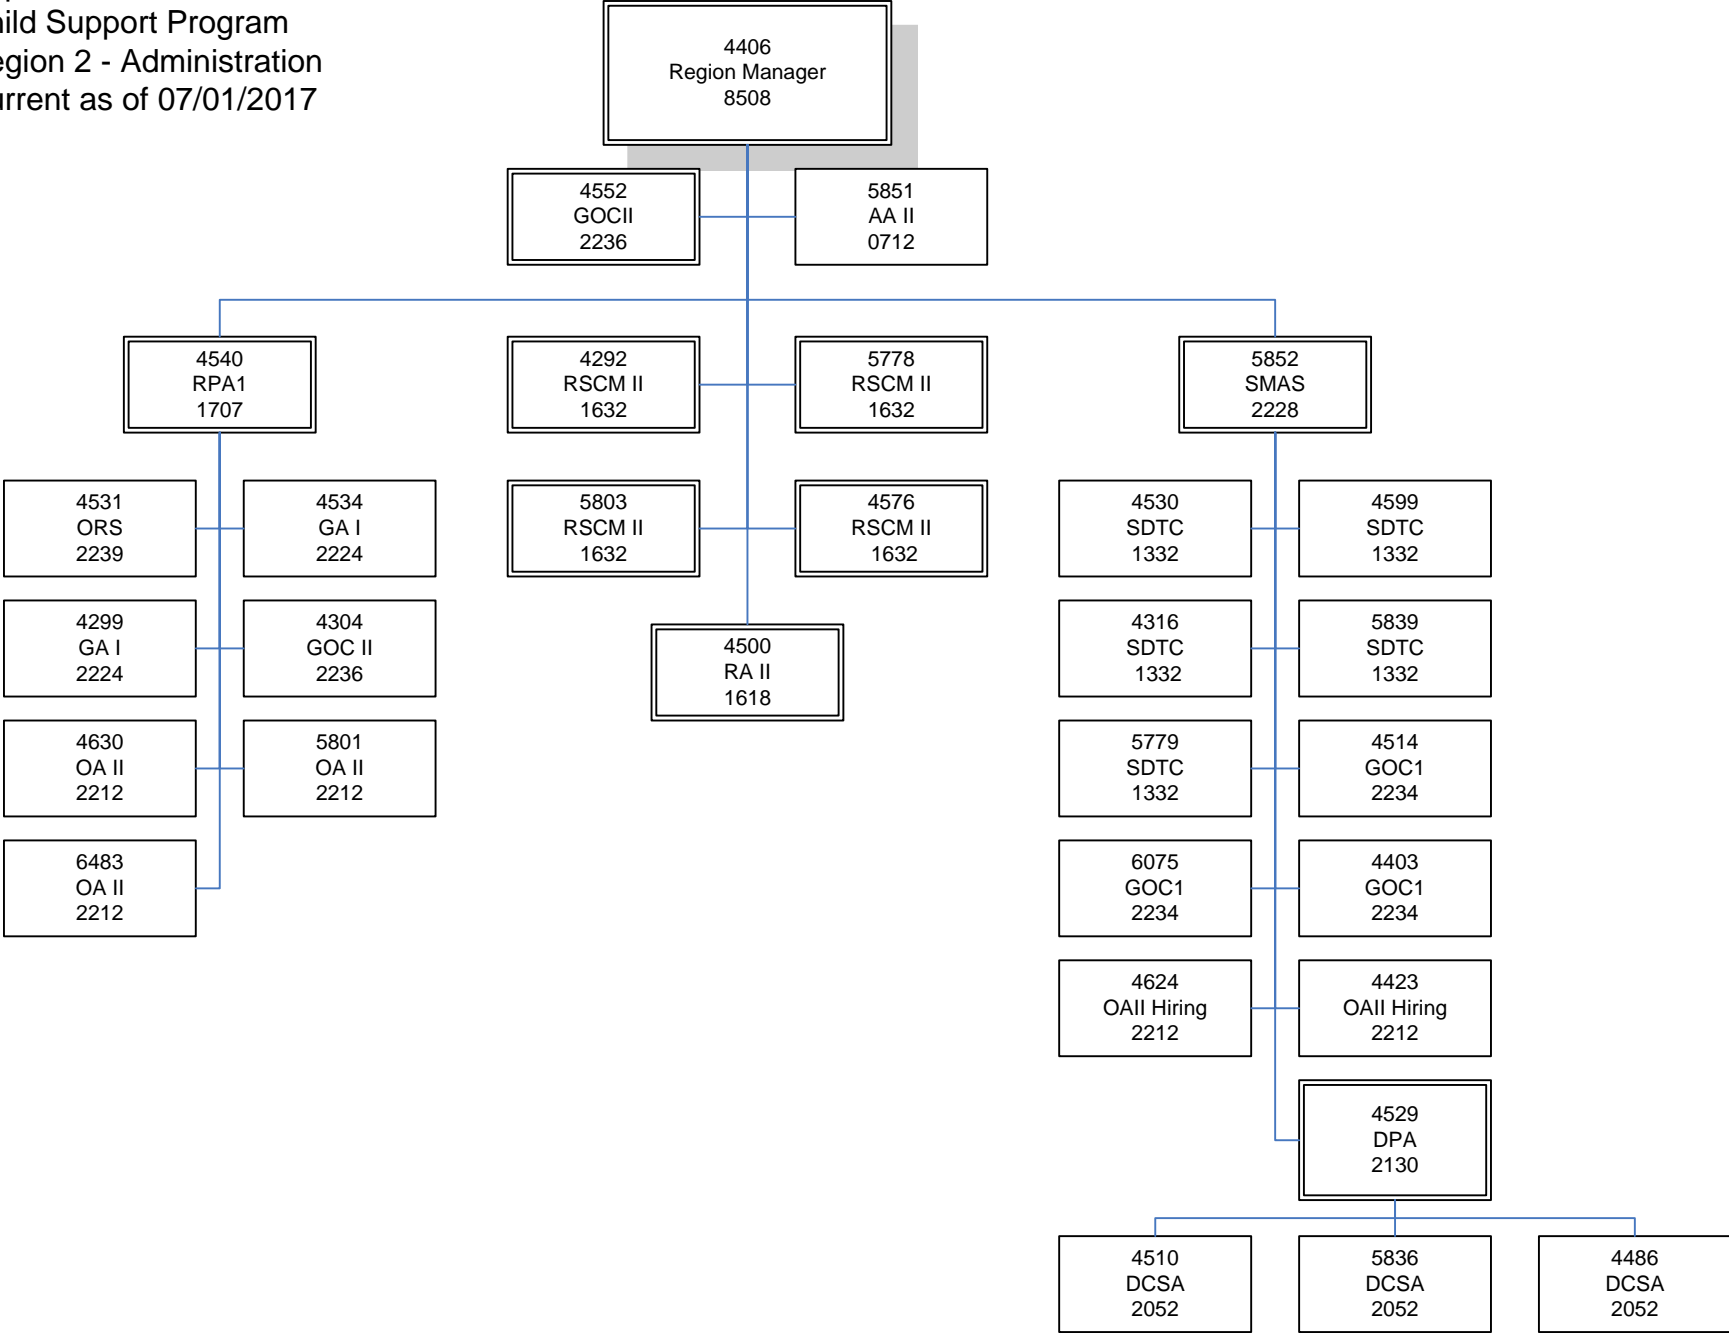 ild Support Program
egion 2 - Administration
urrent as of 07/01/2017
4406
Region Manager
8508
4552
GOCII
2236
5851
AA II
0712
4540
RPA1
1707
4292
RSCM II
1632
5778
RSCM II
1632
5852
SMAS
2228
4531
ORS
2239
4534
GA I
2224
5803
RSCM II
1632
4576
RSCM II
1632
4530
SDTC
1332
4599
SDTC
1332
4299
GA I
2224
4304
GOC II
2236
4500
RA II
1618
4316
SDTC
1332
5839
SDTC
1332
4630
OA II
2212
5801
OA II
2212
5779
SDTC
1332
4514
GOC1
2234
6483
OA II
2212
6075
GOC1
2234
4403
GOC1
2234
4624
OAII Hiring
2212
4423
OAII Hiring
2212
4529
DPA
2130
4510
DCSA
2052
5836
DCSA
2052
4486
DCSA
2052